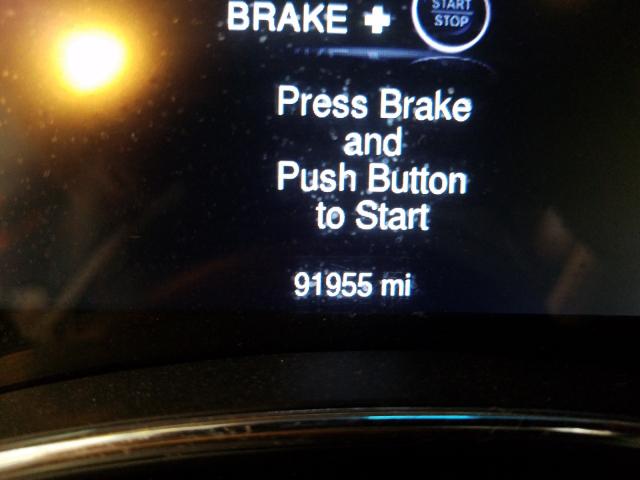 BRAKE +
START
STOP
Press Brake
and
Push Button
to Start
91955 mi